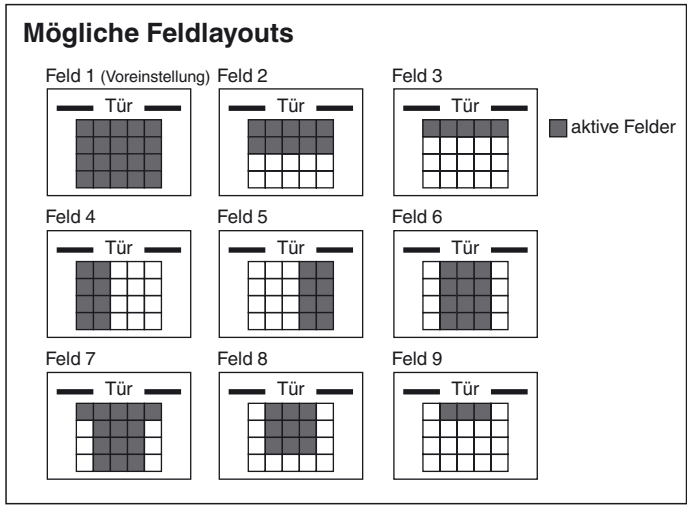 Mögliche Feldlayouts
Feld 1 (Voreinstellung) Feld 2 Feld 3
Tür Tür Tür
aktive Felder
Feld 4 Feld 5 Feld 6
Tür Tür Tür
Feld 7 Feld 8 Feld 9
Tür Tür Tür